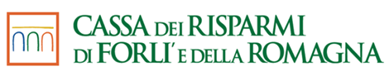 CASSA DEI RISPARMI
DI FORLI' E DELLA ROMAGNA